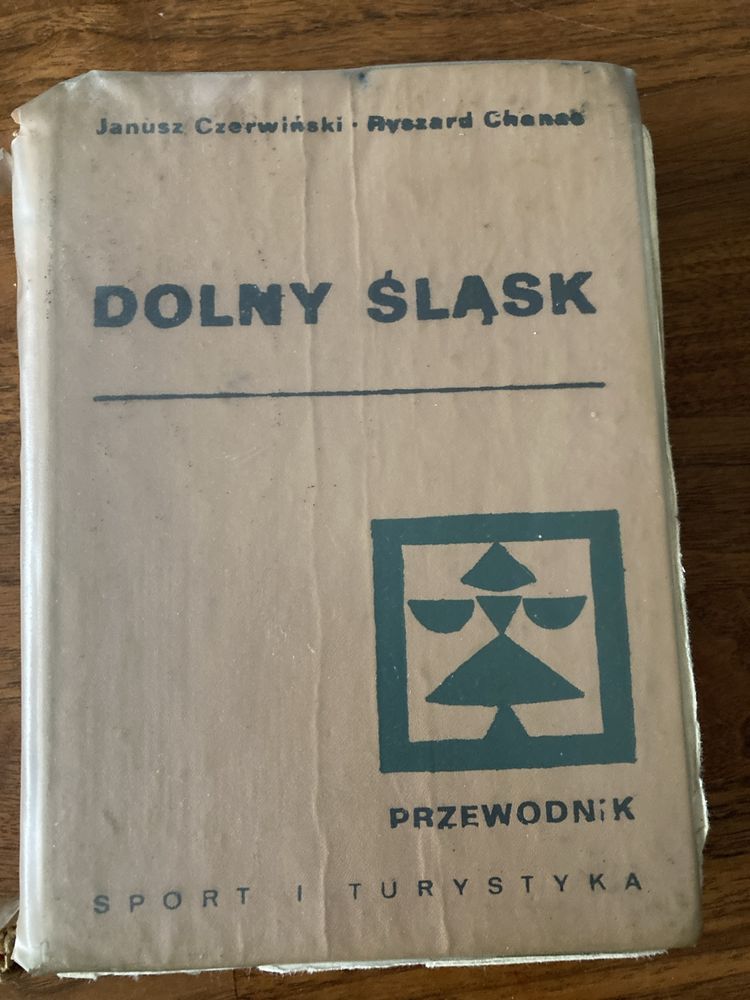 Janusz Czerwiński · Ryszard Chanas
DOLNY ŚLĄSK
PRZEWODNiK
SPORT I TURYSTYKA